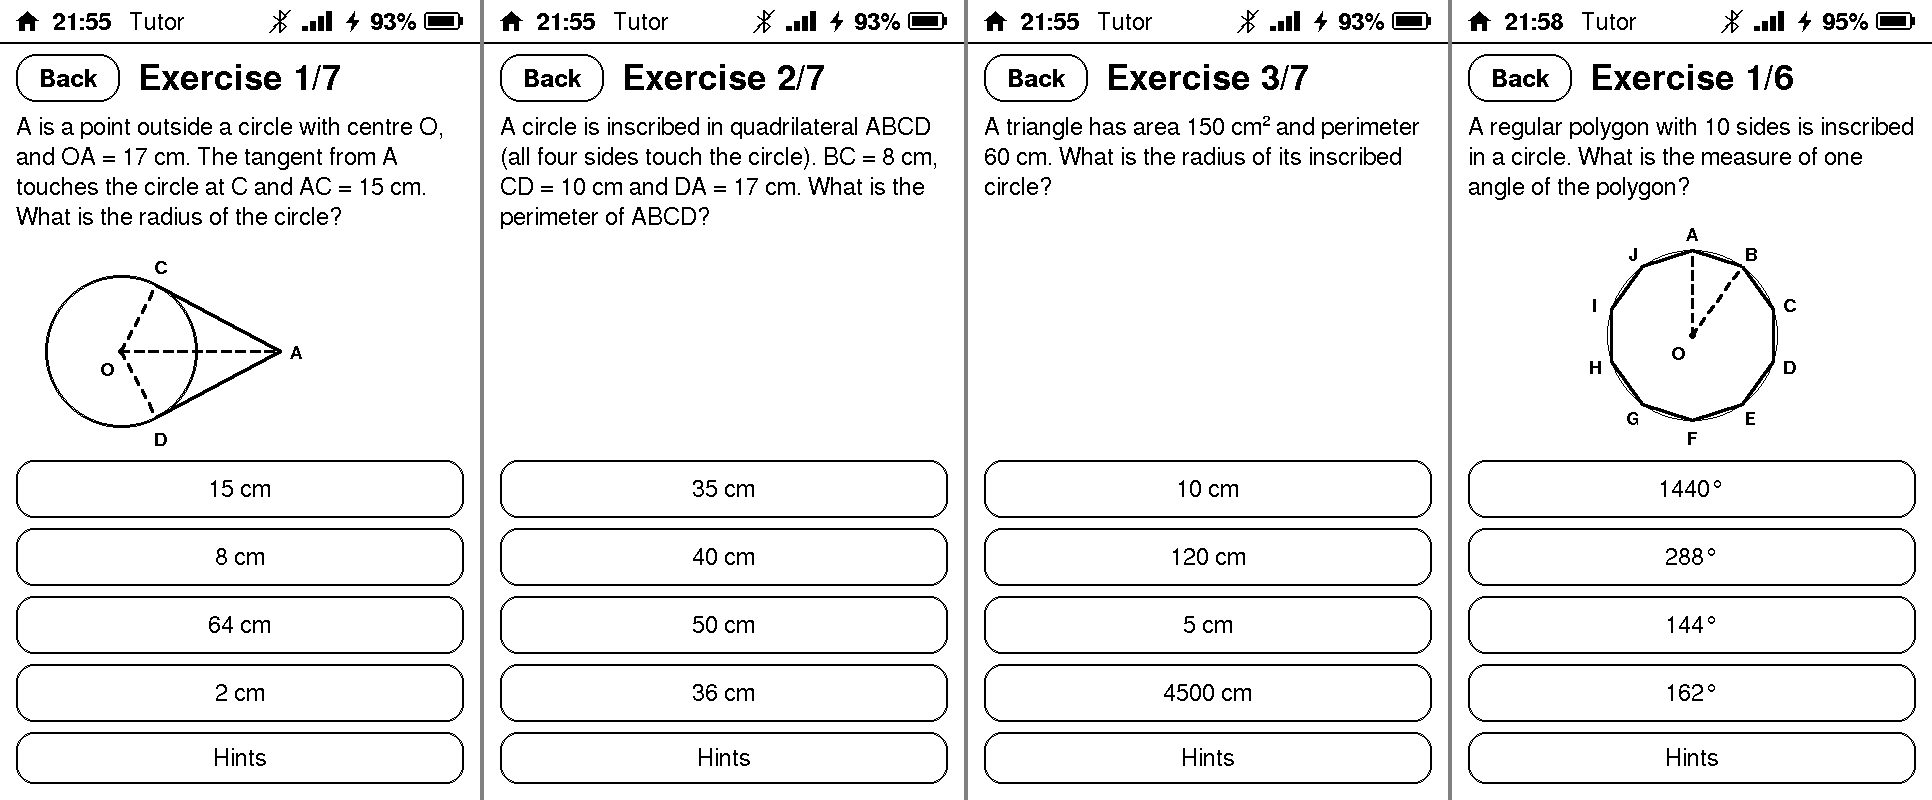 21:55 Tutor 93%
Back Exercise 1/7
A is a point outside a circle with centre O,
and OA = 17 cm. The tangent from A
touches the circle at C and AC = 15 cm.
What is the radius of the circle?
C
O
A
D
15 cm
8 cm
64 cm
2 cm
Hints
21:55 Tutor 93%
Back Exercise 2/7
A circle is inscribed in quadrilateral ABCD
(all four sides touch the circle). BC = 8 cm,
CD = 10 cm and DA = 17 cm. What is the
perimeter of ABCD?
35 cm
40 cm
50 cm
36 cm
Hints
21:55 Tutor 93%
Back Exercise 3/7
A triangle has area 150 cm² and perimeter
60 cm. What is the radius of its inscribed
circle?
10 cm
120 cm
5 cm
4500 cm
Hints
21:58 Tutor 95%
Back Exercise 1/6
A regular polygon with 10 sides is inscribed
in a circle. What is the measure of one
angle of the polygon?
A
J B
I C
O
H D
G E
F
1440°
288°
144°
162°
Hints